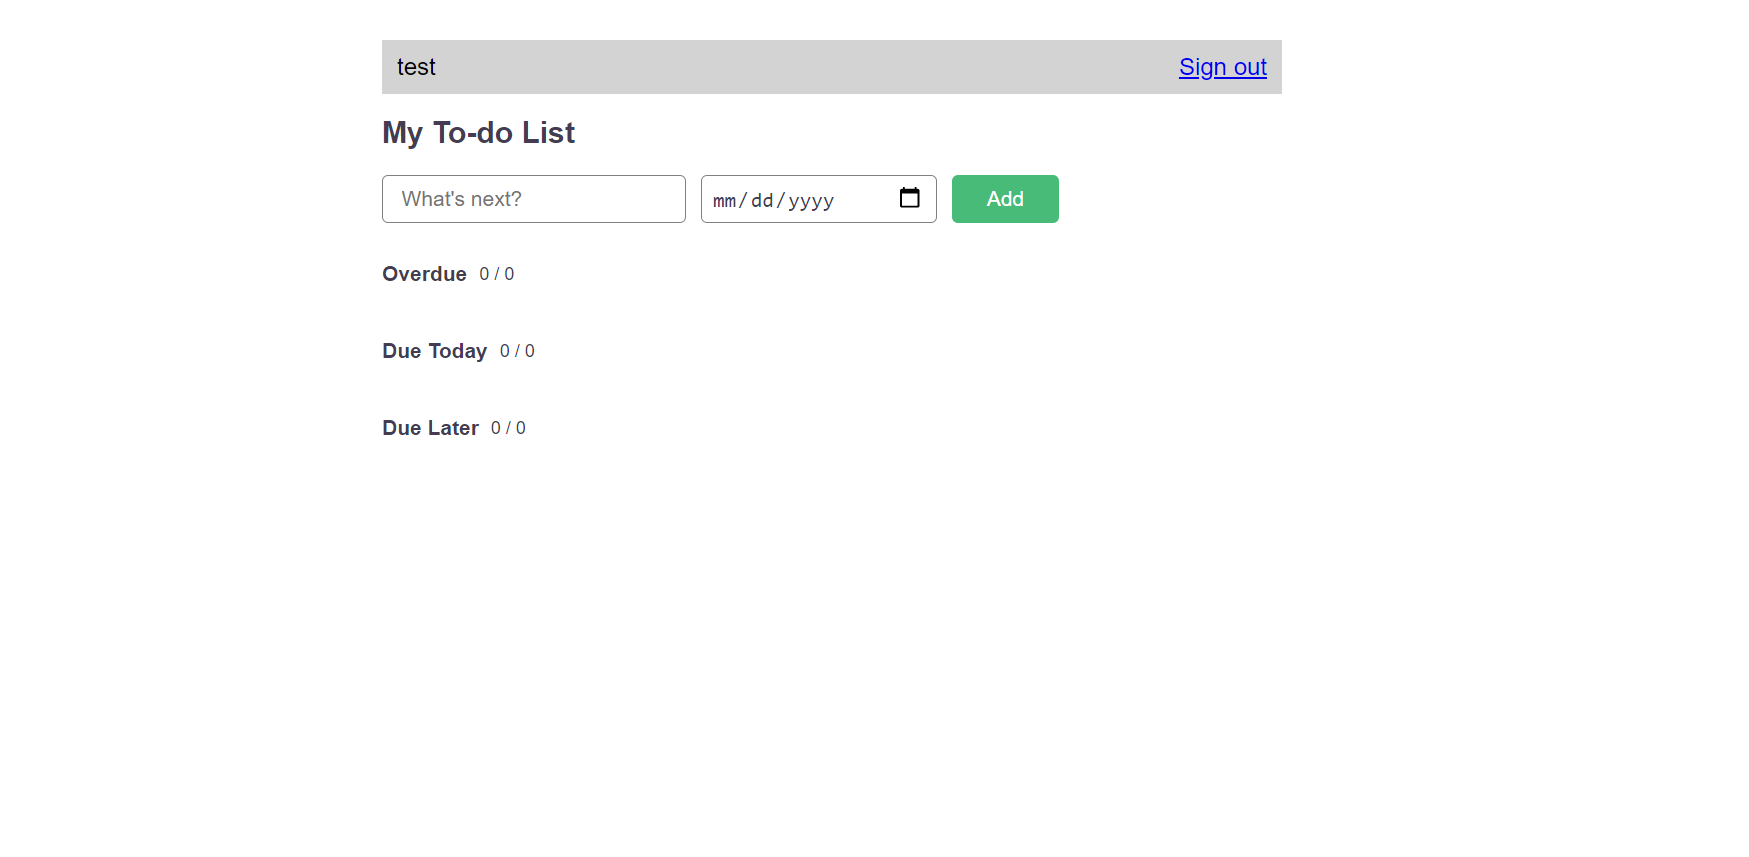 test Sign out
My To-do List
What's next? mm/dd/yyyy Add
Overdue 0 / 0
Due Today 0 / 0
Due Later 0 / 0